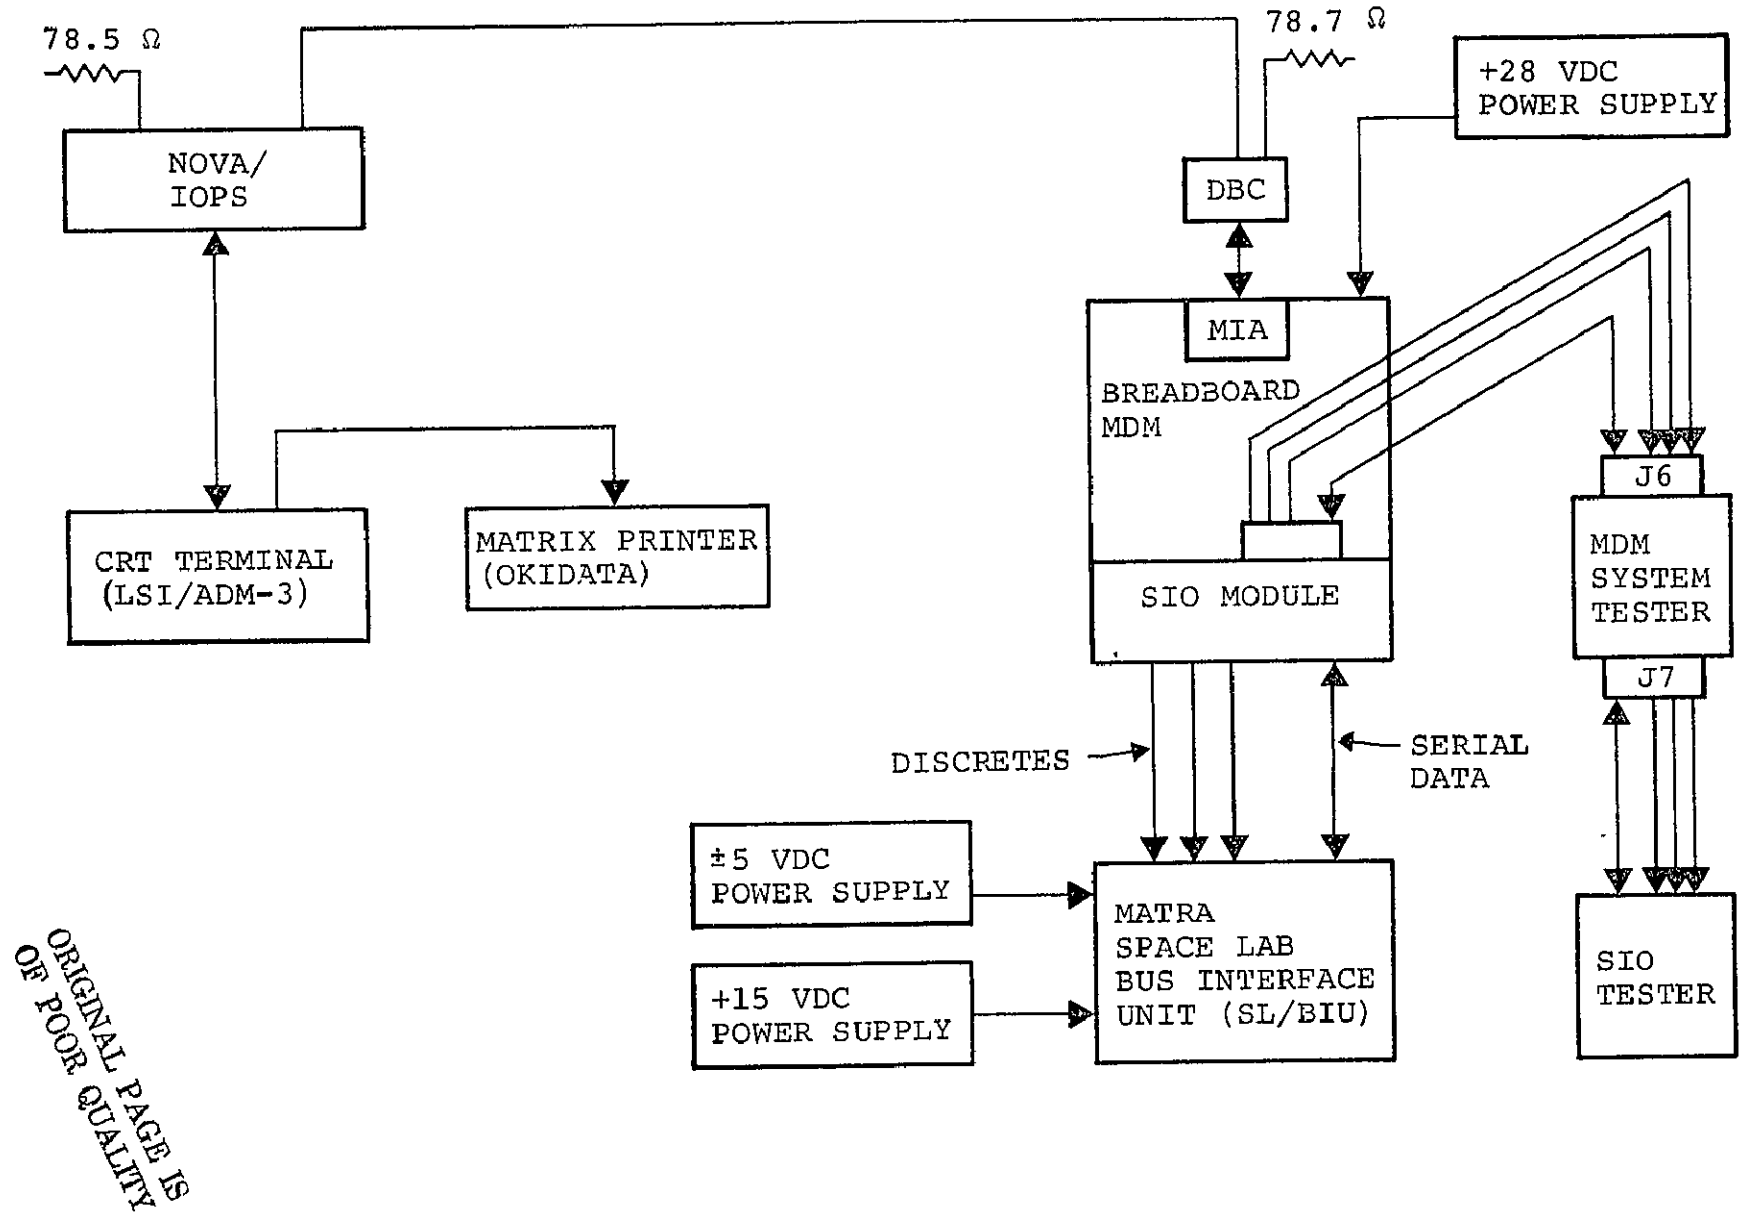 78.5 Ω
78.7 Ω
+28 VDC
POWER SUPPLY
NOVA/
IOPS
DBC
MIA
BREADBOARD
MDM
J6
CRT TERMINAL
(LSI/ADM-3)
MATRIX PRINTER
(OKIDATA)
SIO MODULE
MDM
SYSTEM
TESTER
J7
DISCRETES
SERIAL
DATA
±5 VDC
POWER SUPPLY
+15 VDC
POWER SUPPLY
MATRA
SPACE LAB
BUS INTERFACE
UNIT (SL/BIU)
SIO
TESTER
ORIGINAL PAGE IS
OF POOR QUALITY